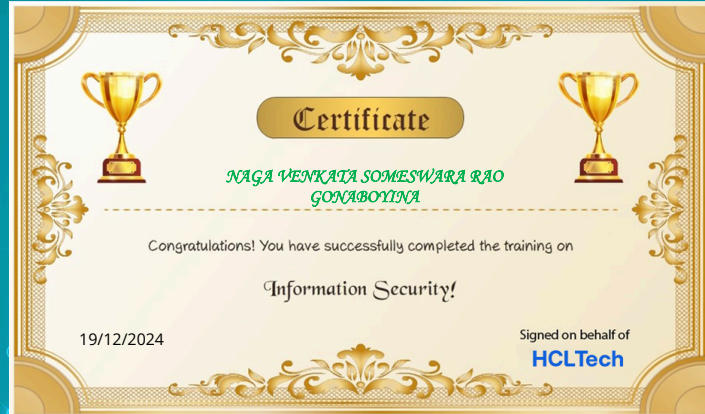 Certificate
NAGA VENKATA SOMESWARA RAO
GONABOYINA
Congratulations! You have successfully completed the training on
Information Security!
19/12/2024
Signed on behalf of
HCLTech